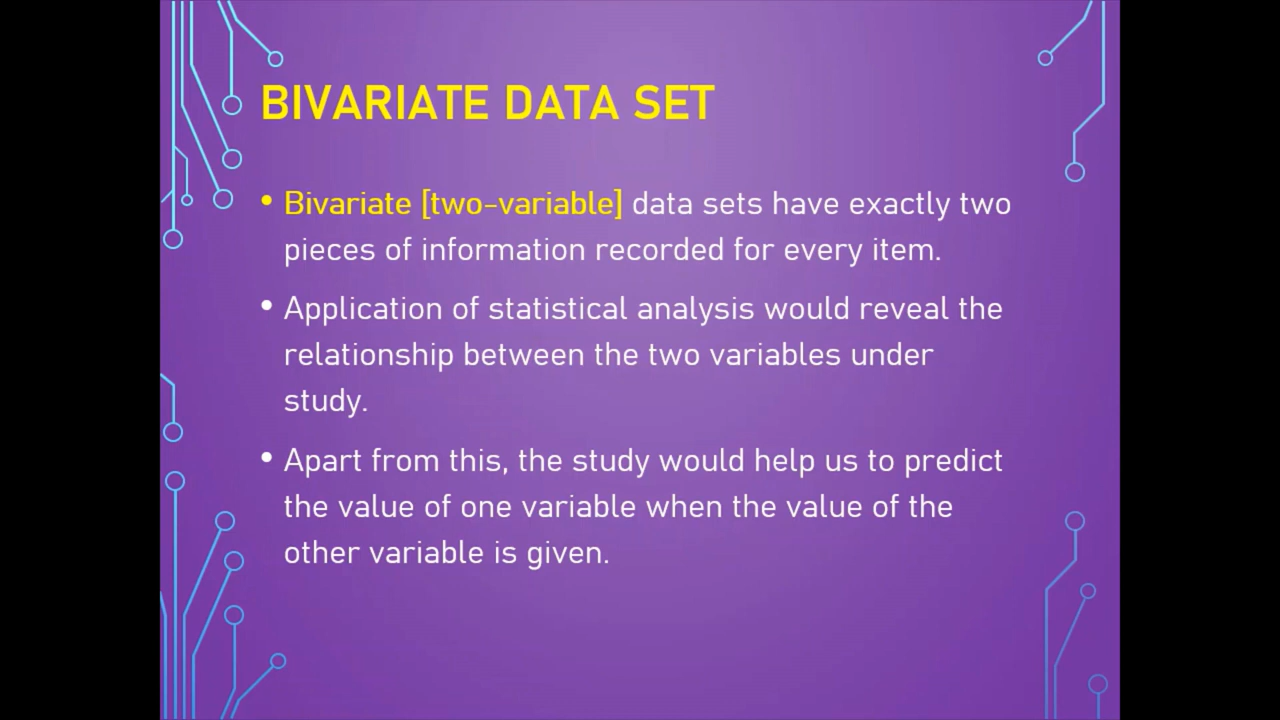 BIVARIATE DATA SET
• Bivariate [two-variable] data sets have exactly two
pieces of information recorded for every item.
• Application of statistical analysis would reveal the
relationship between the two variables under
study.
• Apart from this, the study would help us to predict
the value of one variable when the value of the
other variable is given.